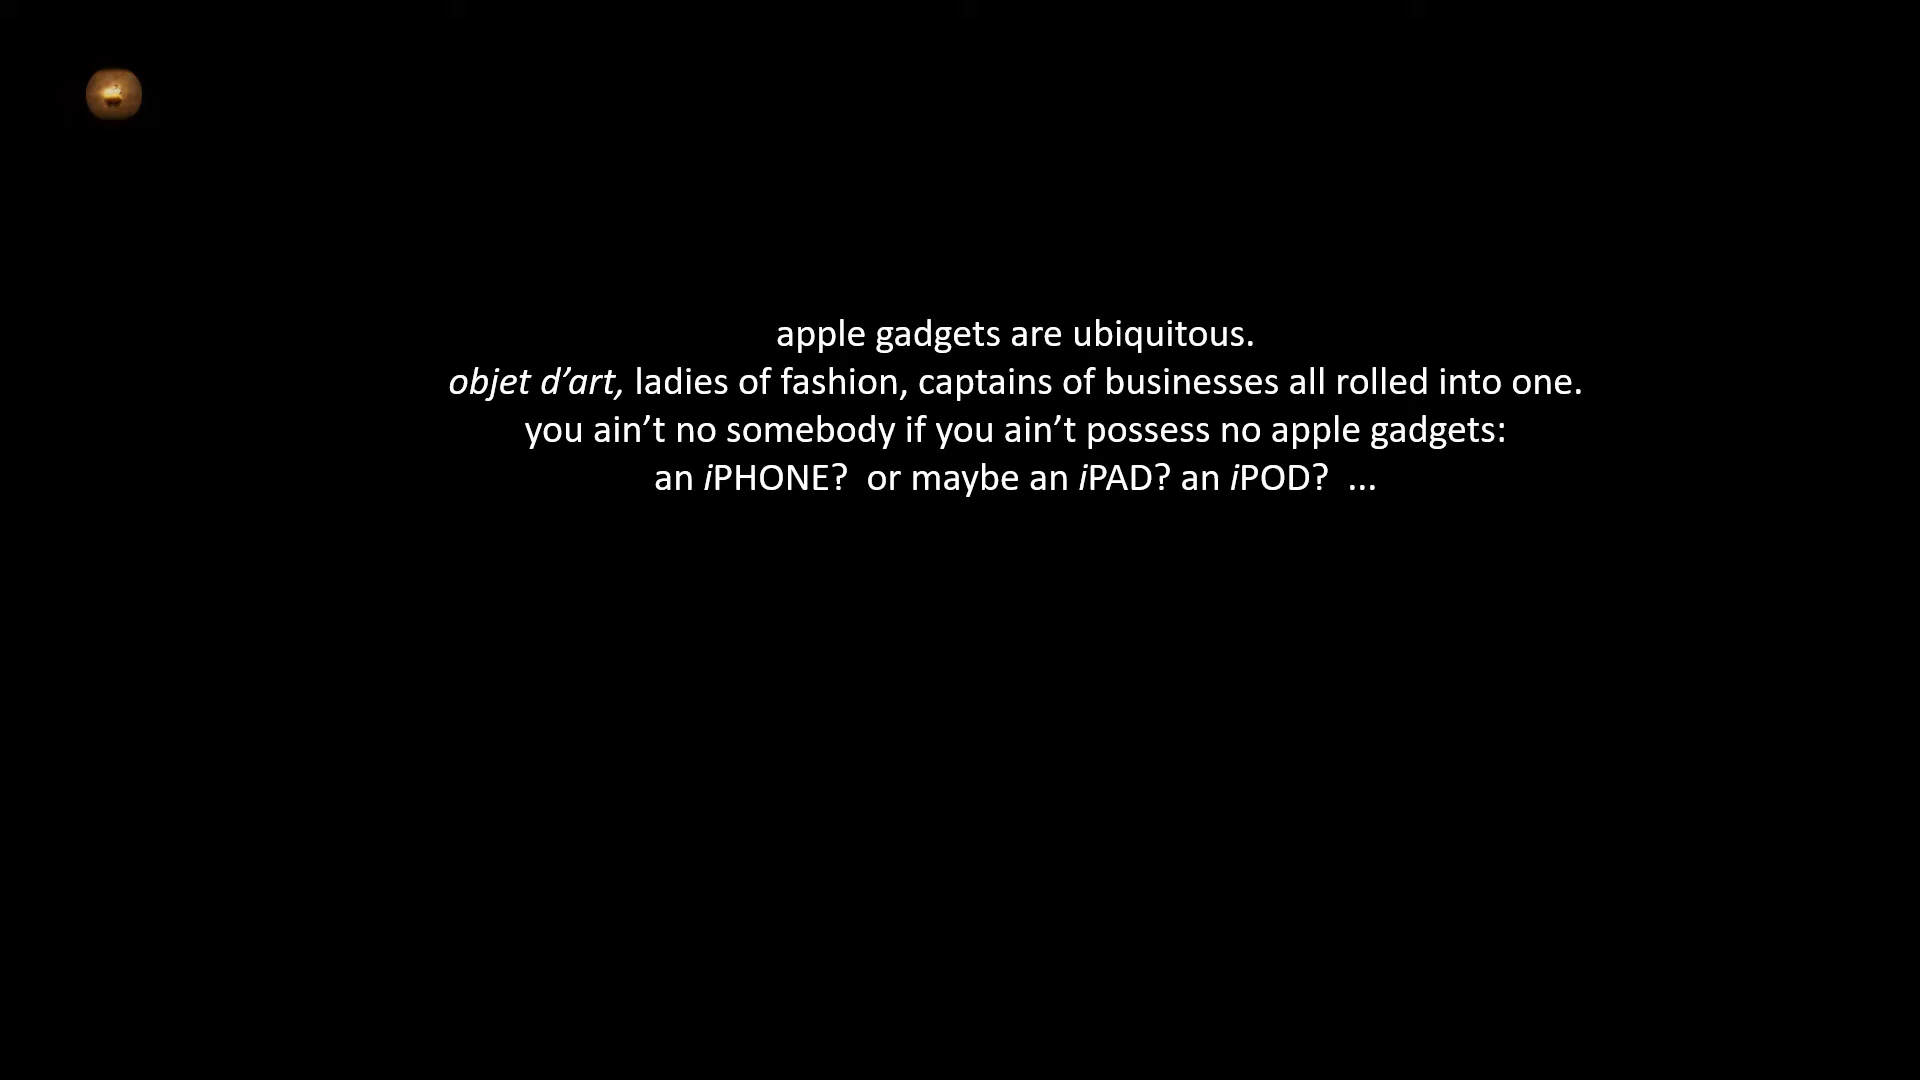 apple gadgets are ubiquitous.
objet d’art, ladies of fashion, captains of businesses all rolled into one.
you ain’t no somebody if you ain’t possess no apple gadgets:
an iPHONE?  or maybe an iPAD? an iPOD?  ...